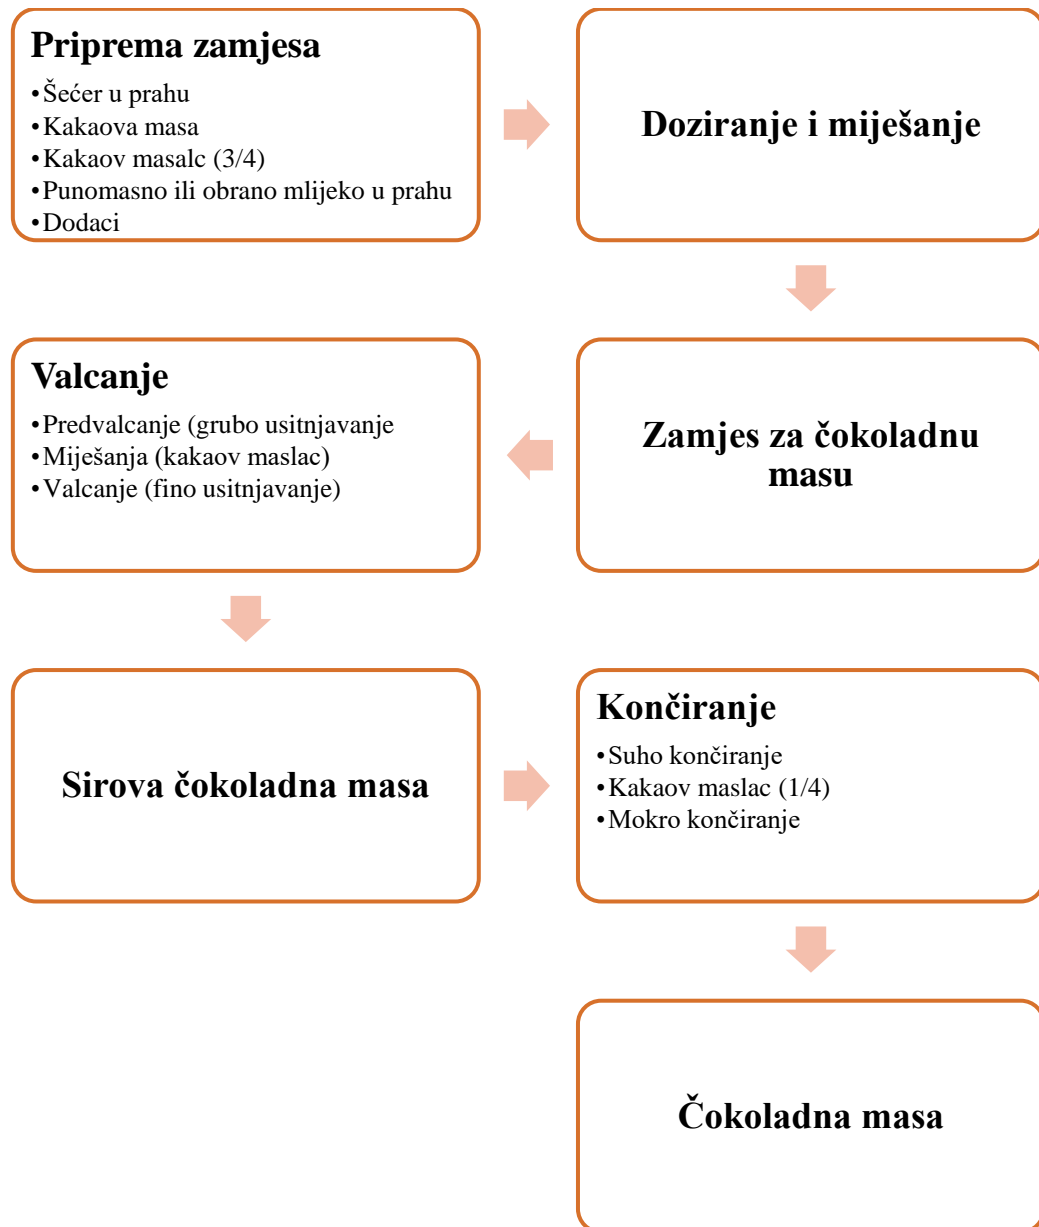 Priprema zamjesa
•Šećer u prahu
•Kakaova masa
•Kakaov masalc (3/4)
•Punomasno ili obrano mlijeko u prahu
•Dodaci
Doziranje i miješanje
Zamjes za čokoladnu
masu
Valcanje
•Predvalcanje (grubo usitnjavanje
•Miješanja (kakaov maslac)
•Valcanje (fino usitnjavanje)
Sirova čokoladna masa
Končiranje
•Suho končiranje
•Kakaov maslac (1/4)
•Mokro končiranje
Čokoladna masa